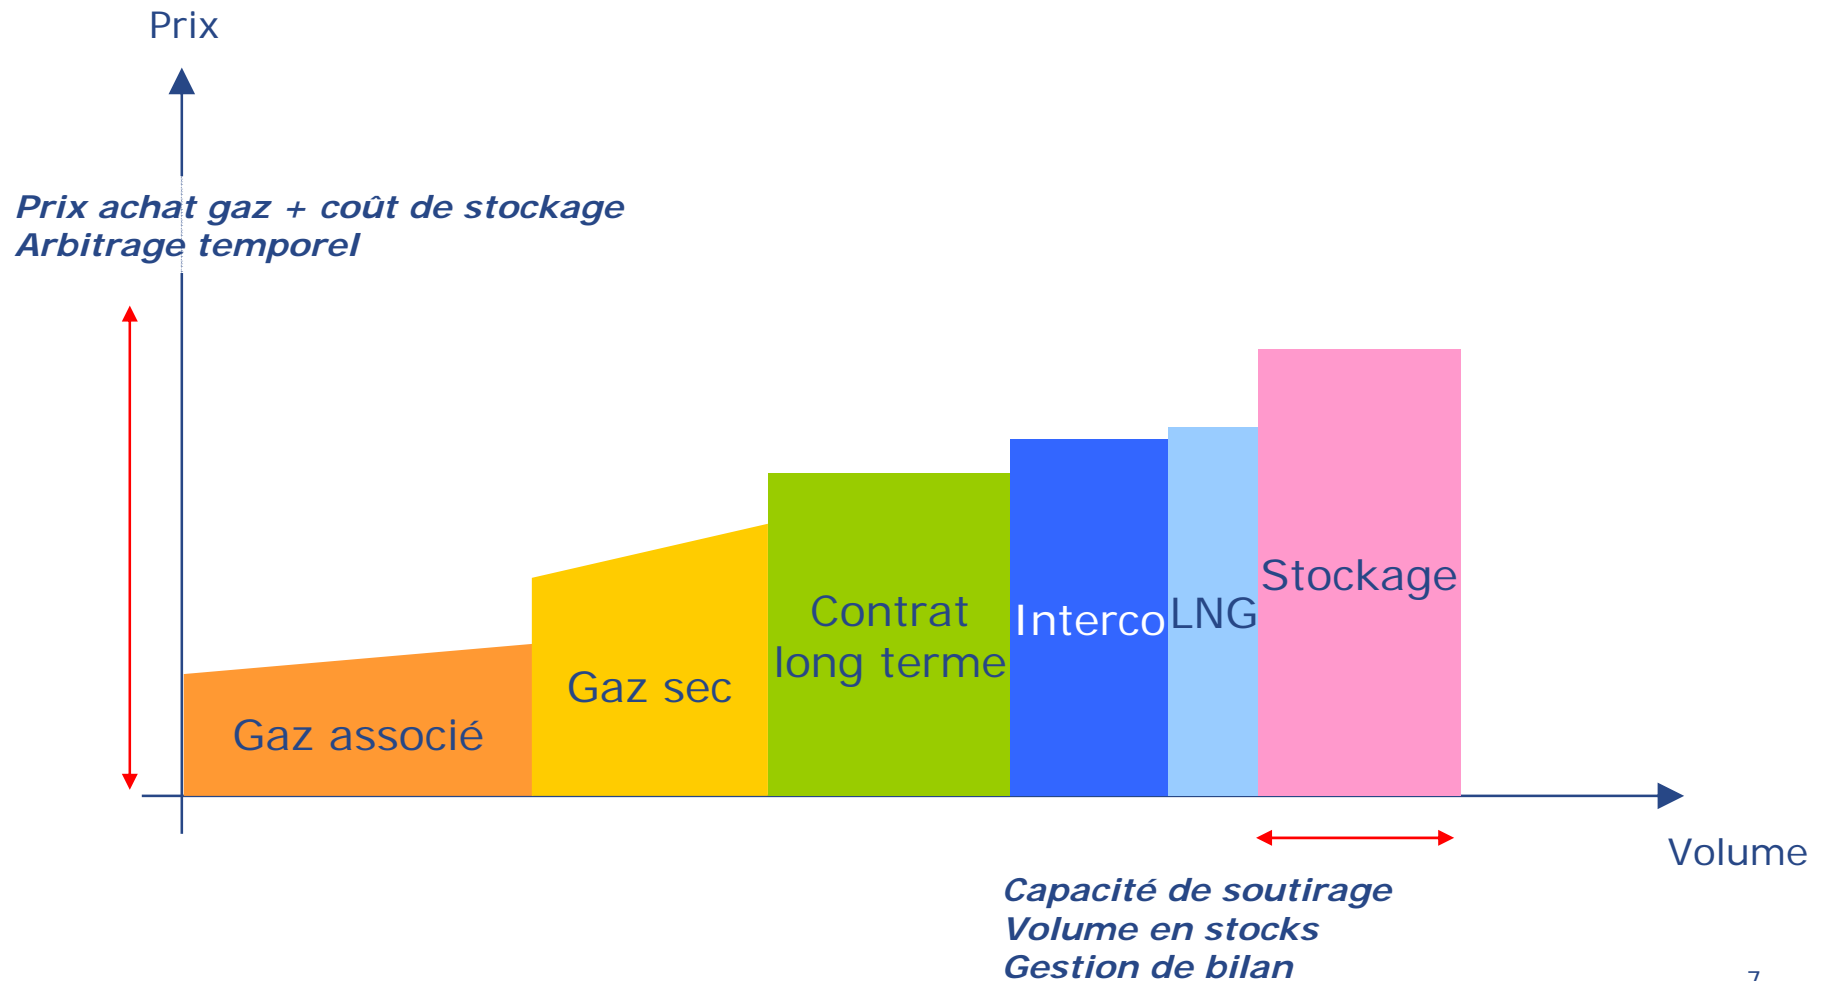 Prix
Prix achat gaz + coût de stockage
Arbitrage temporel
Gaz associé
Gaz sec
Contrat
long terme
Interco
LNG
Stockage
Volume
Capacité de soutirage
Volume en stocks
Gestion de bilan
7